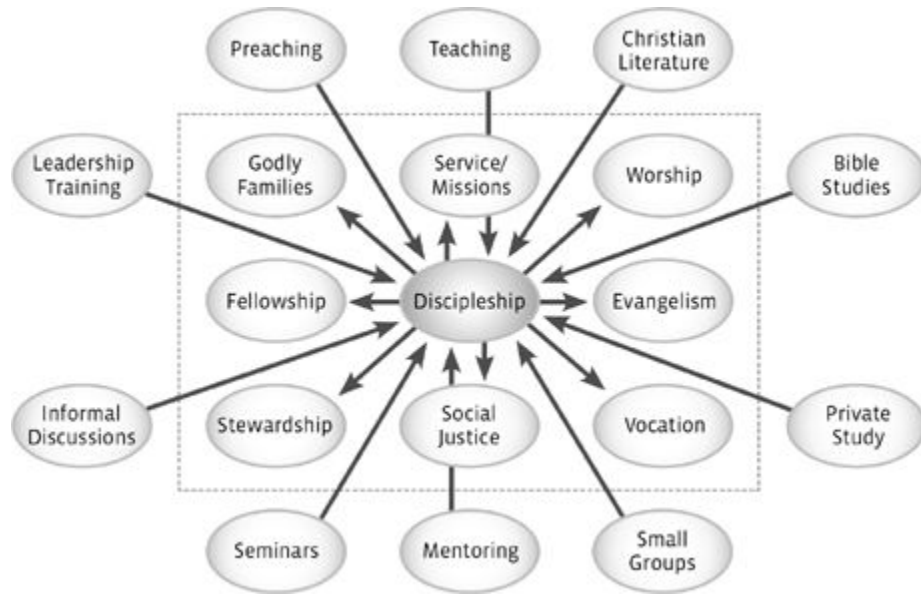 Preaching
Teaching
Christian
Literature
Leadership
Training
Godly
Families
Service/
Missions
Worship
Bible
Studies
Fellowship
Discipleship
Evangelism
Informal
Discussions
Stewardship
Social
Justice
Vocation
Private
Study
Seminars
Mentoring
Small
Groups